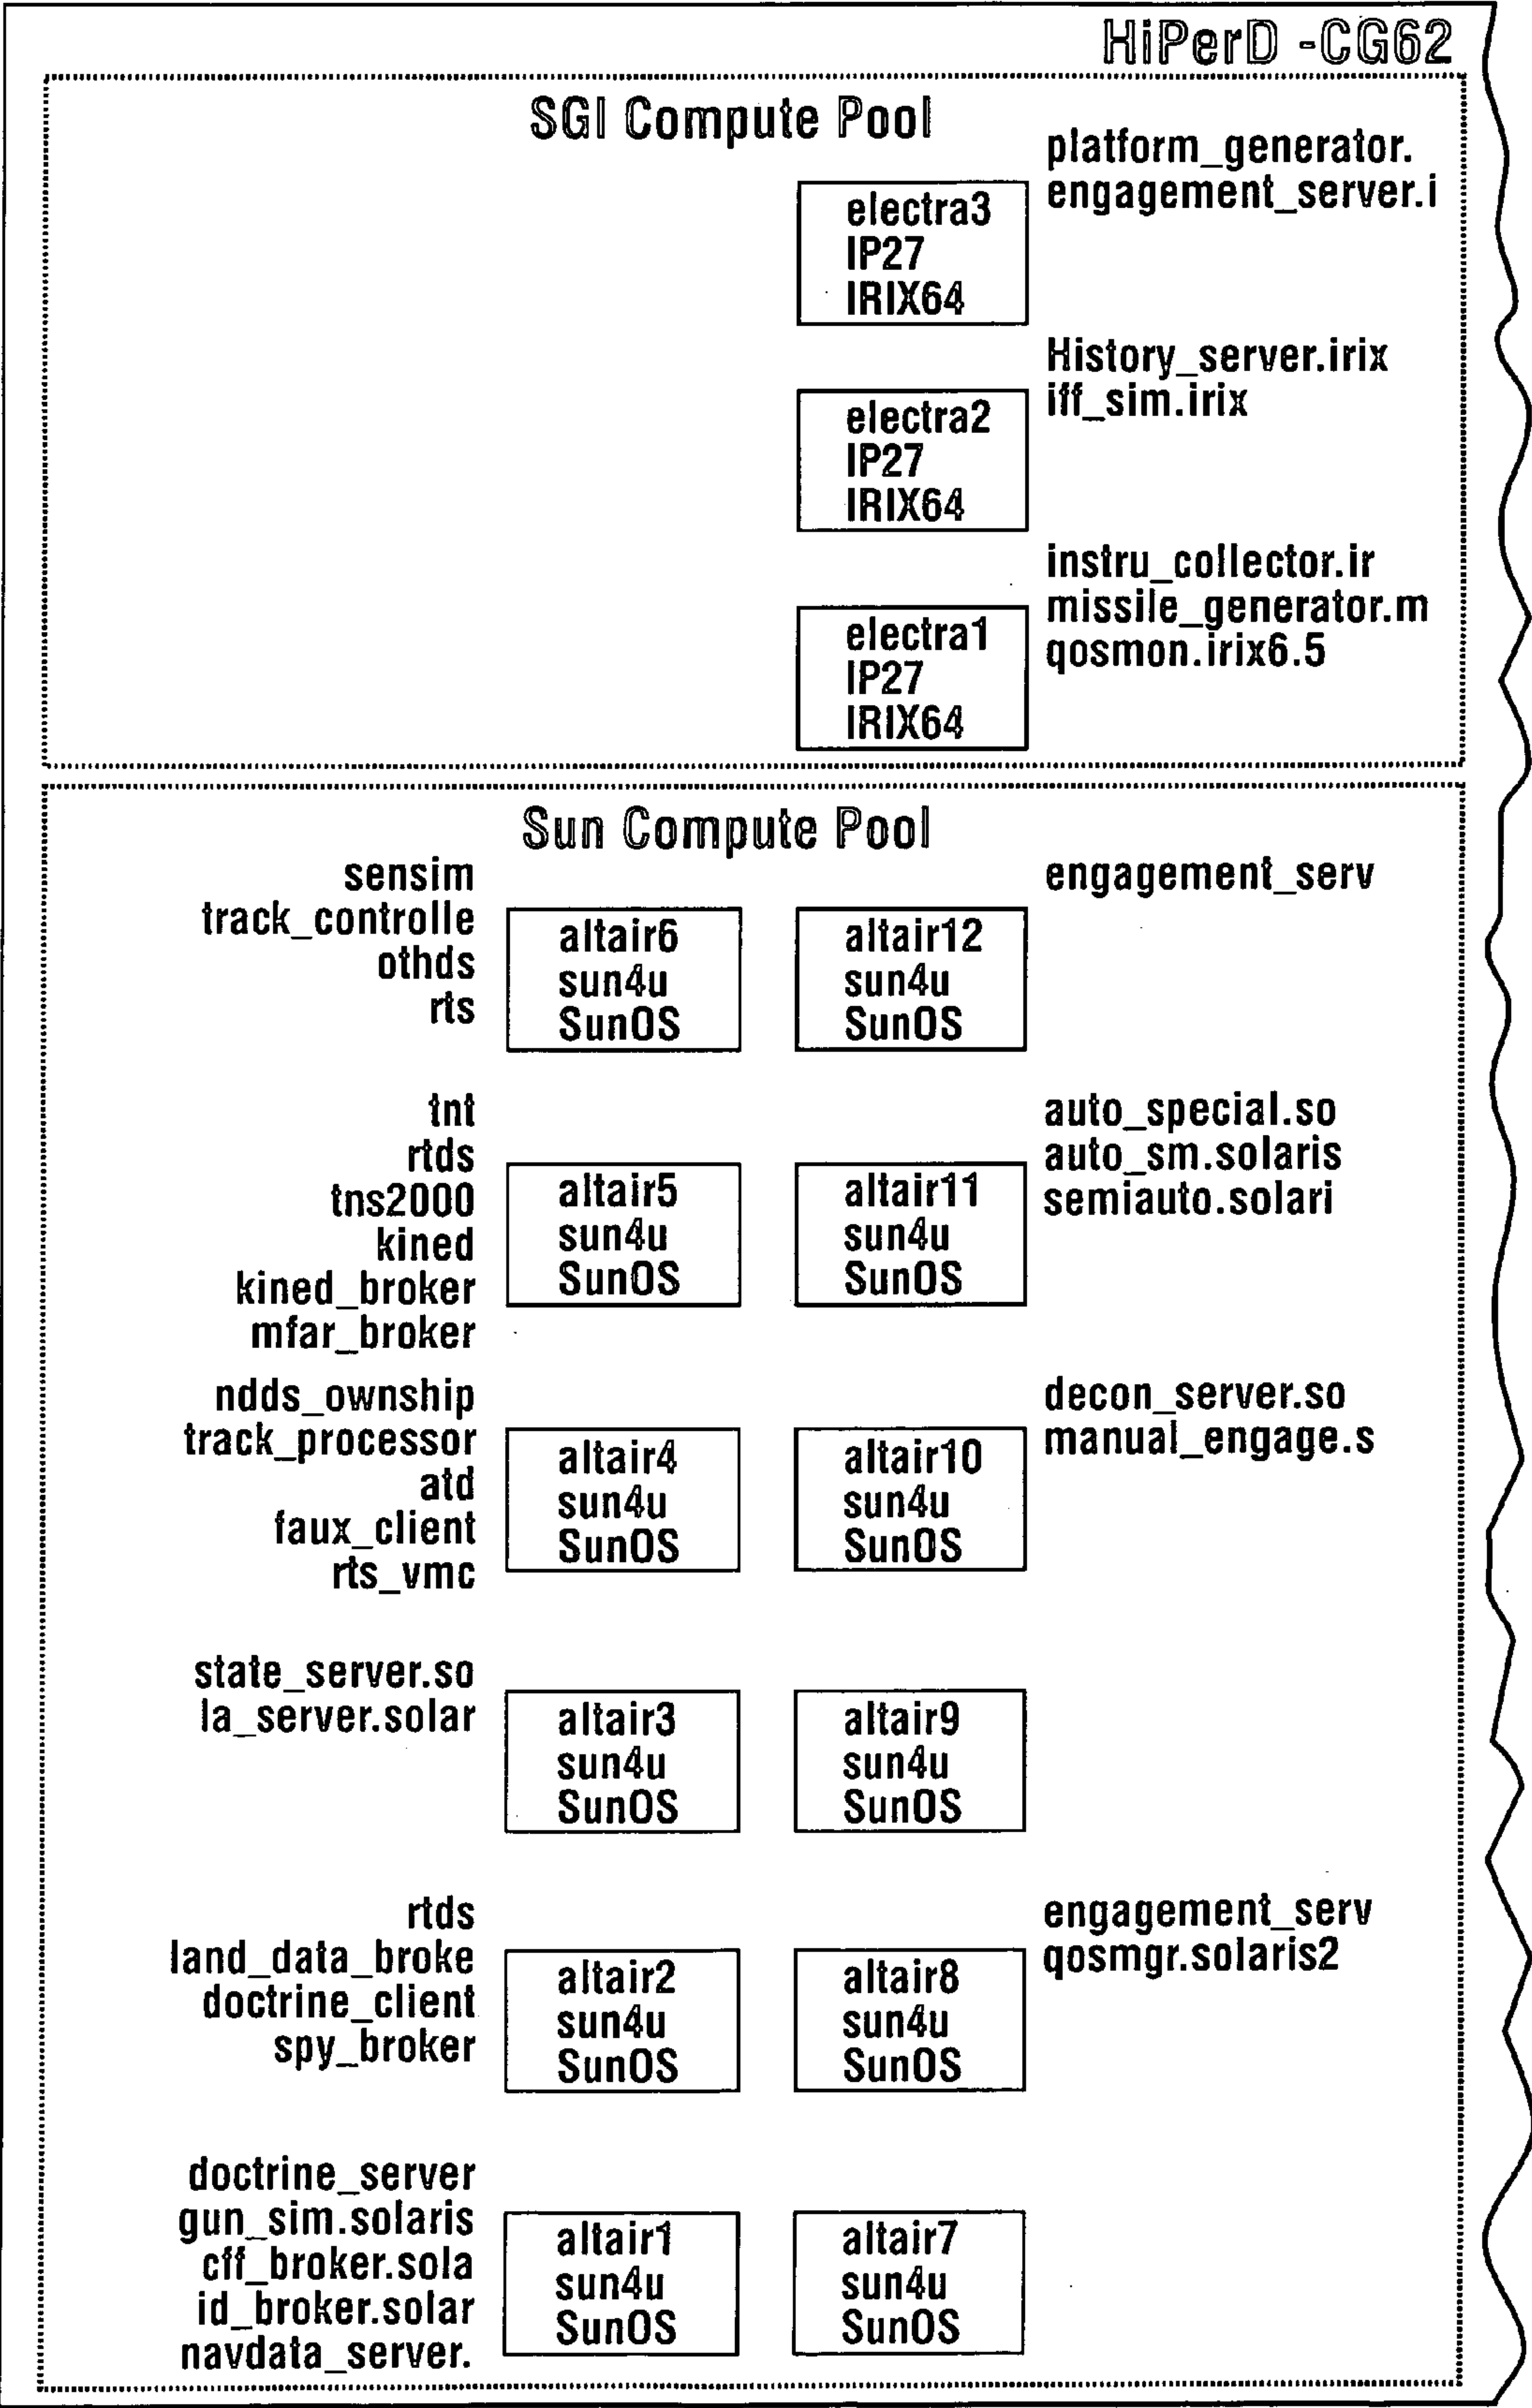 HiPerD -CG62
SGI Compute Pool
platform_generator.
engagement_server.i
electra3
IP27
IRIX64
History_server.irix
iff_sim.irix
electra2
IP27
IRIX64
instru_collector.ir
missile_generator.m
qosmon.irix6.5
electra1
IP27
IRIX64
Sun Compute Pool
sensim
track_controlle
othds
rts
altair6
sun4u
SunOS
altair12
sun4u
SunOS
engagement_serv
tnt
rtds
tns2000
kined
kined_broker
mfar_broker
altair5
sun4u
SunOS
altair11
sun4u
SunOS
auto_special.so
auto_sm.solaris
semiauto.solari
ndds_ownship
track_processor
atd
faux_client
rts_vmc
altair4
sun4u
SunOS
altair10
sun4u
SunOS
decon_server.so
manual_engage.s
state_server.so
la_server.solar
altair3
sun4u
SunOS
altair9
sun4u
SunOS
rtds
land_data_broke
doctrine_client
spy_broker
altair2
sun4u
SunOS
altair8
sun4u
SunOS
engagement_serv
qosmgr.solaris2
doctrine_server
gun_sim.solaris
cff_broker.sola
id_broker.solar
navdata_server.
altair1
sun4u
SunOS
altair7
sun4u
SunOS